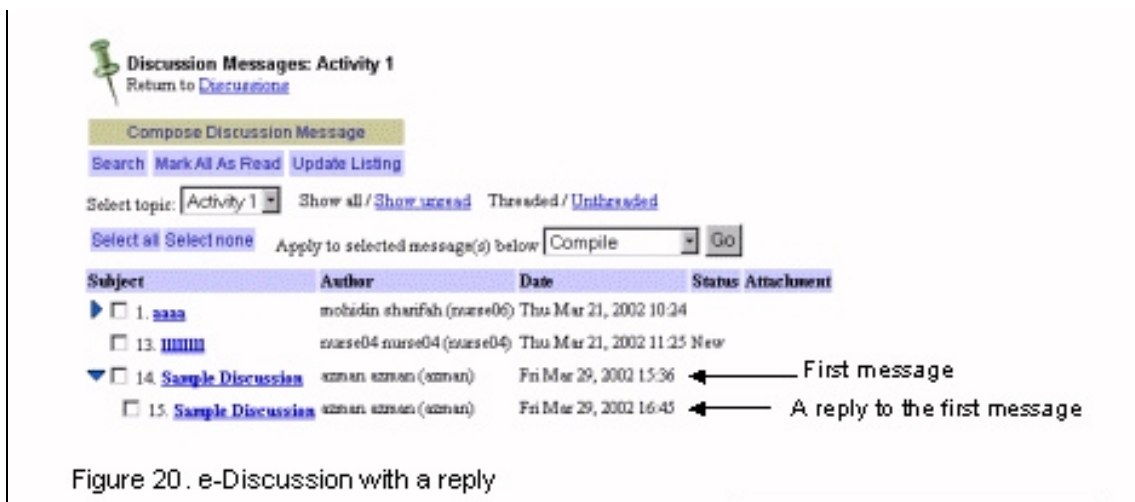 Discussion Messages: Activity 1
Return to Discussions
Compose Discussion Message
Search Mark All As Read Update Listing
Select topic: Activity 1 Show all / Show unread Threaded / Unthreaded
Select all Select none Apply to selected message(s) below Compile Go
Subject Author Date Status Attachment
1. aaaa mohidin sharifah (nurse06) Thu Mar 21, 2002 10:24
13. nurse04 nurse04 (nurse04) Thu Mar 21, 2002 11:25 New
14. Sample Discussion azman azman (azman) Fri Mar 29, 2002 15:36 First message
15. Sample Discussion azman azman (azman) Fri Mar 29, 2002 16:45 A reply to the first message
Figure 20. e-Discussion with a reply